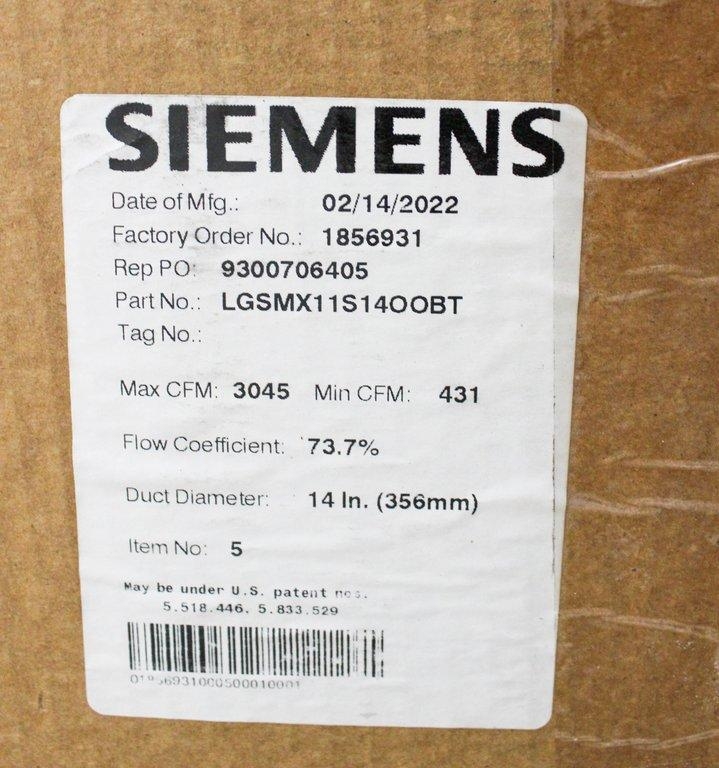 SIEMENS
Date of Mfg.: 02/14/2022
Factory Order No.: 1856931
Rep PO: 9300706405
Part No.: LGSMX11S14OOBT
Tag No.:
Max CFM: 3045 Min CFM: 431
Flow Coefficient: 73.7%
Duct Diameter: 14 In. (356mm)
Item No: 5
May be under U.S. patent nos.
5.518.446. 5.833.529